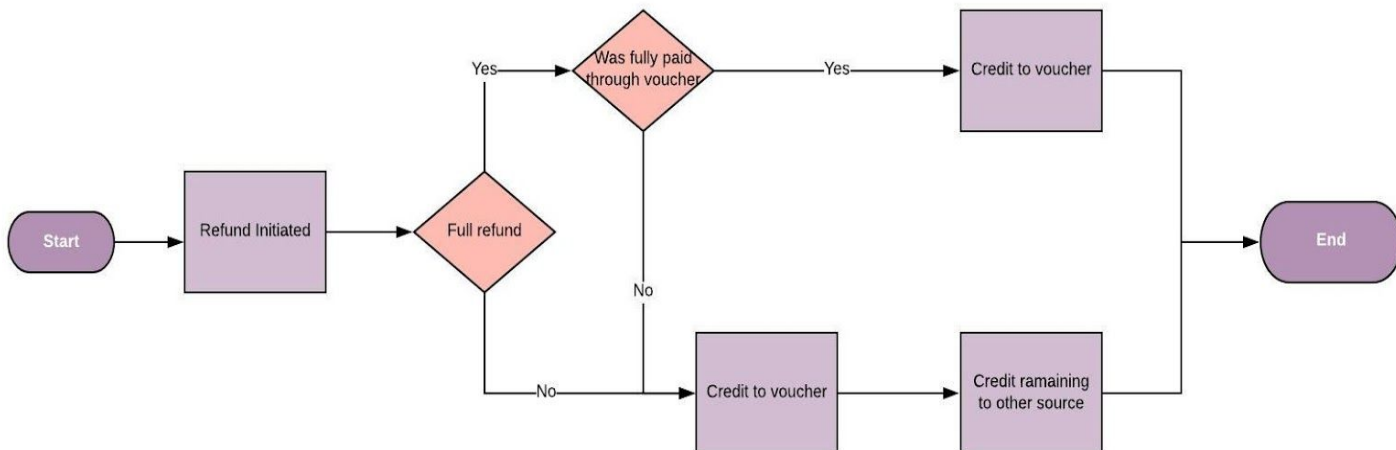 Was fully paid
through voucher
Yes
Yes
Credit to voucher
Start
Refund Initiated
Full refund
End
No
No
Credit to voucher
Credit ramaining
to other source